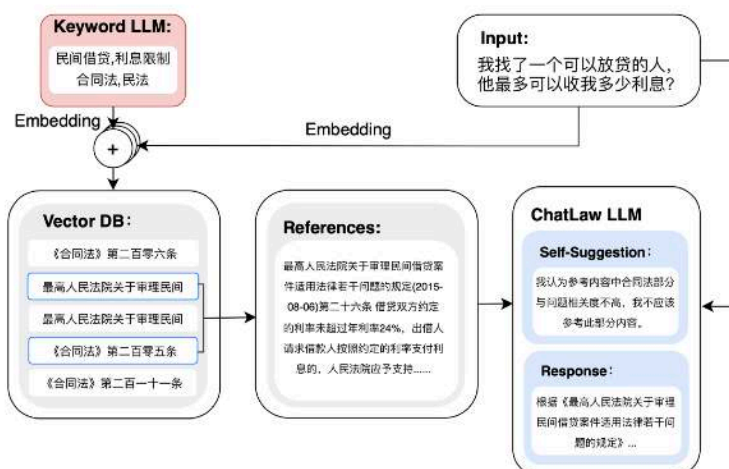 Keyword LLM:
民间借贷,利息限制
合同法,民法
Input:
我找了一个可以放贷的人，
他最多可以收我多少利息？
Embedding
Embedding
+
Vector DB：
《合同法》第二百零六条
最高人民法院关于审理民间
最高人民法院关于审理民间
《合同法》第二百零五条
《合同法》第二百一十一条
References:
最高人民法院关于审理民间借贷案
件适用法律若干问题的规定(2015-
08-06)第二十六条 借贷双方约定
的利率未超过年利率24%，出借人
请求借款人按照约定的利率支付利
息的，人民法院应予支持......
ChatLaw LLM
Self-Suggestion：
我认为参考内容中合同法部分
与问题相关度不高，我不应该
参考此部分内容。
Response：
根据《最高人民法院关于审理
民间借贷案件适用法律若干问
题的规定》...